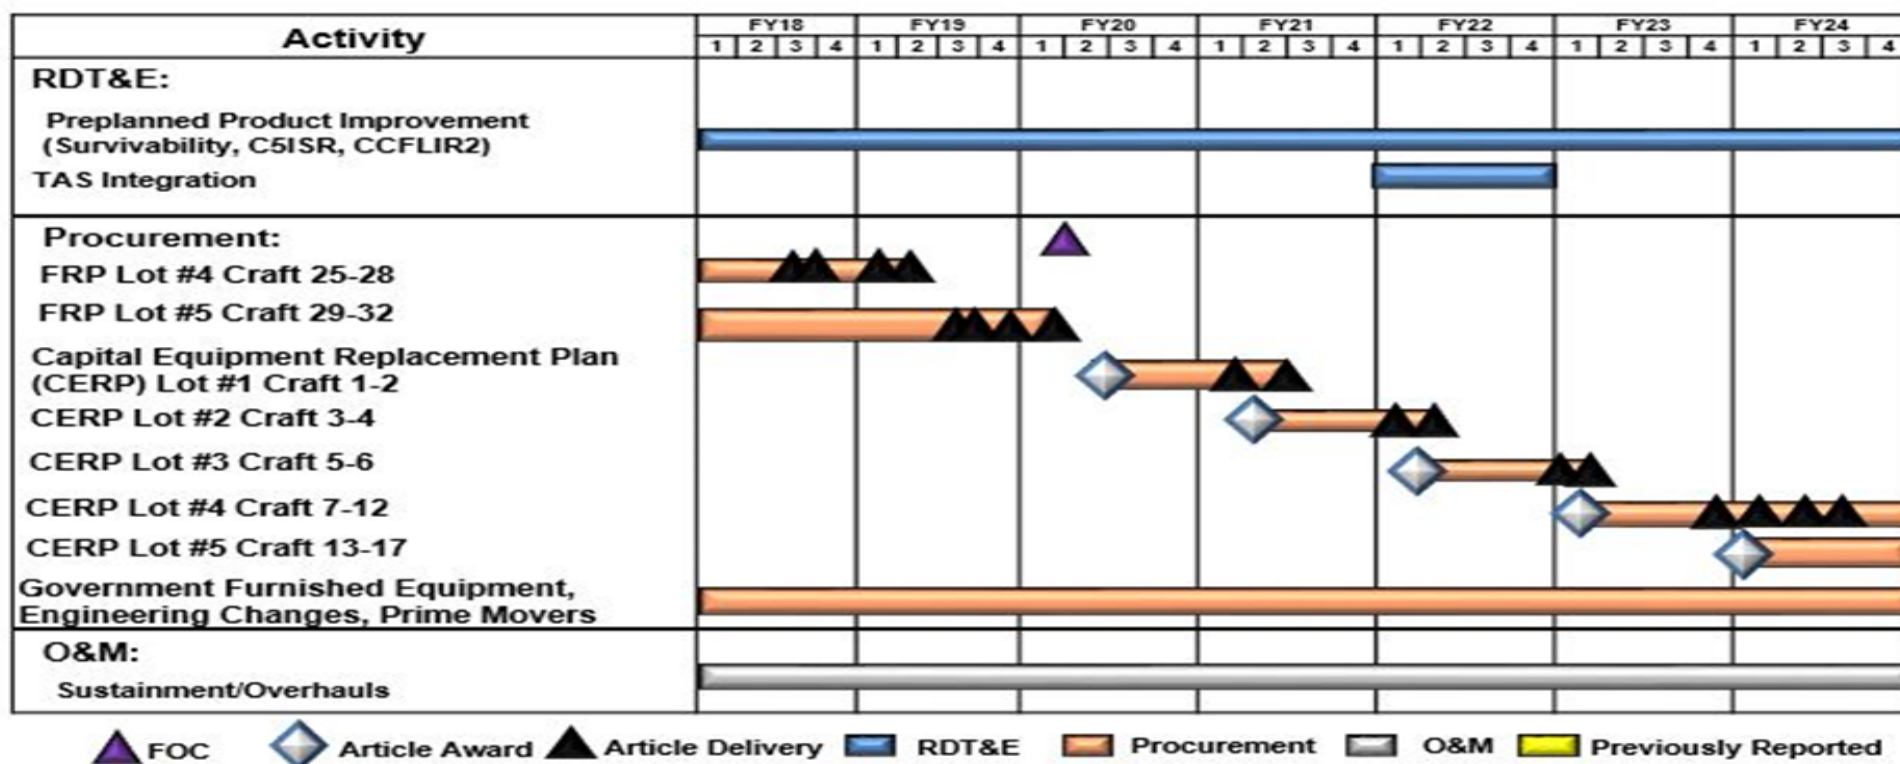 Activity
FY18 FY19 FY20 FY21 FY22 FY23 FY24
1 2 3 4 1 2 3 4 1 2 3 4 1 2 3 4 1 2 3 4 1 2 3 4 1 2 3 4
RDT&E:
Preplanned Product Improvement
(Survivability, C5ISR, CCFLIR2)
TAS Integration
Procurement:
FRP Lot #4 Craft 25-28
FRP Lot #5 Craft 29-32
Capital Equipment Replacement Plan
(CERP) Lot #1 Craft 1-2
CERP Lot #2 Craft 3-4
CERP Lot #3 Craft 5-6
CERP Lot #4 Craft 7-12
CERP Lot #5 Craft 13-17
Government Furnished Equipment,
Engineering Changes, Prime Movers
O&M:
Sustainment/Overhauls
FOC Article Award Article Delivery RDT&E Procurement O&M Previously Reported